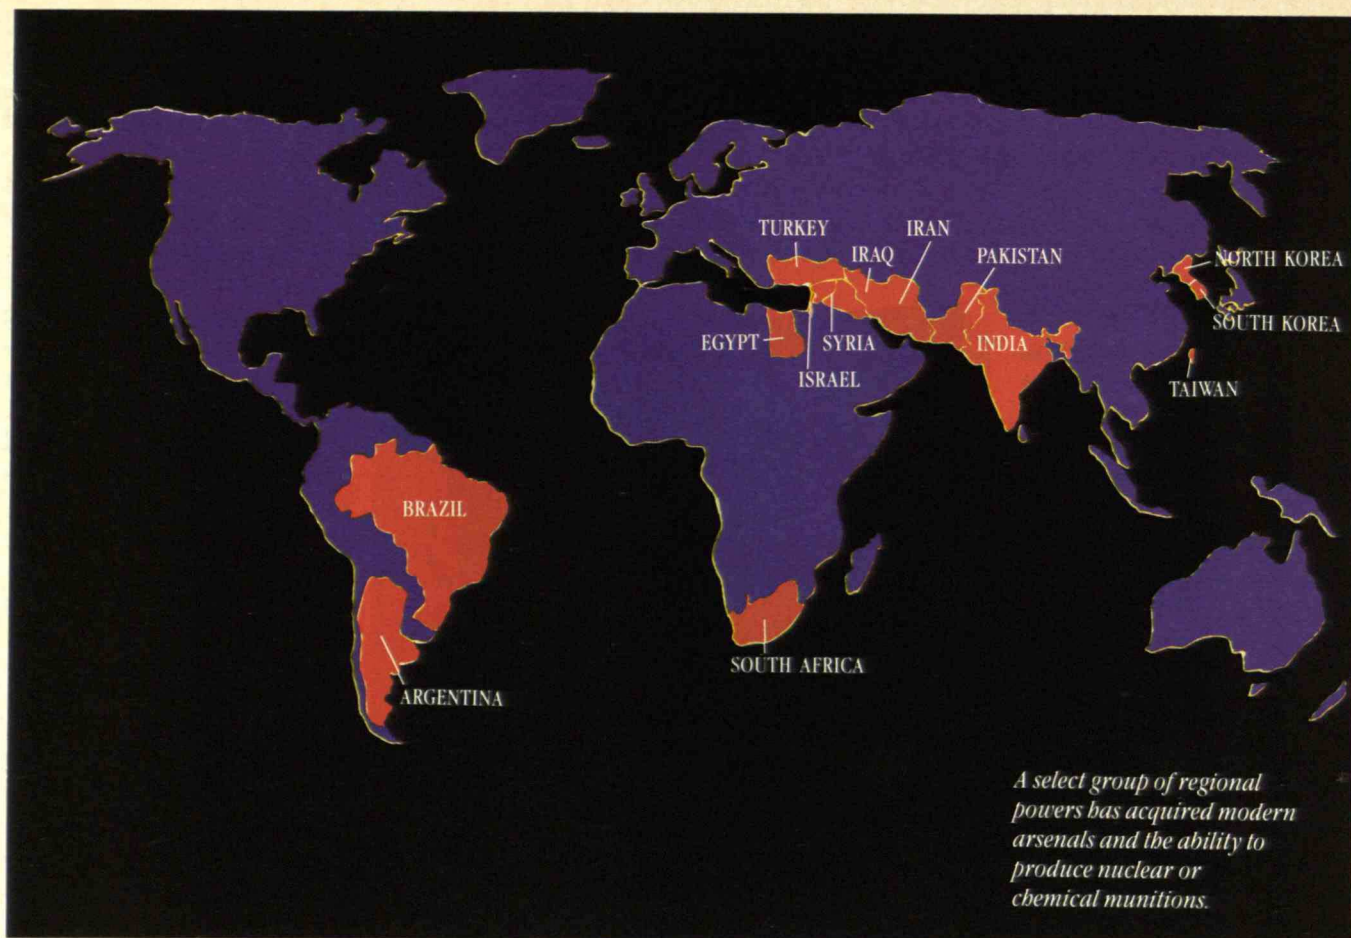 TURKEY
IRAN
IRAQ
PAKISTAN
NORTH KOREA
SOUTH KOREA
EGYPT
SYRIA
INDIA
ISRAEL
TAIWAN
BRAZIL
SOUTH AFRICA
ARGENTINA
A select group of regional
powers has acquired modern
arsenals and the ability to
produce nuclear or
chemical munitions.